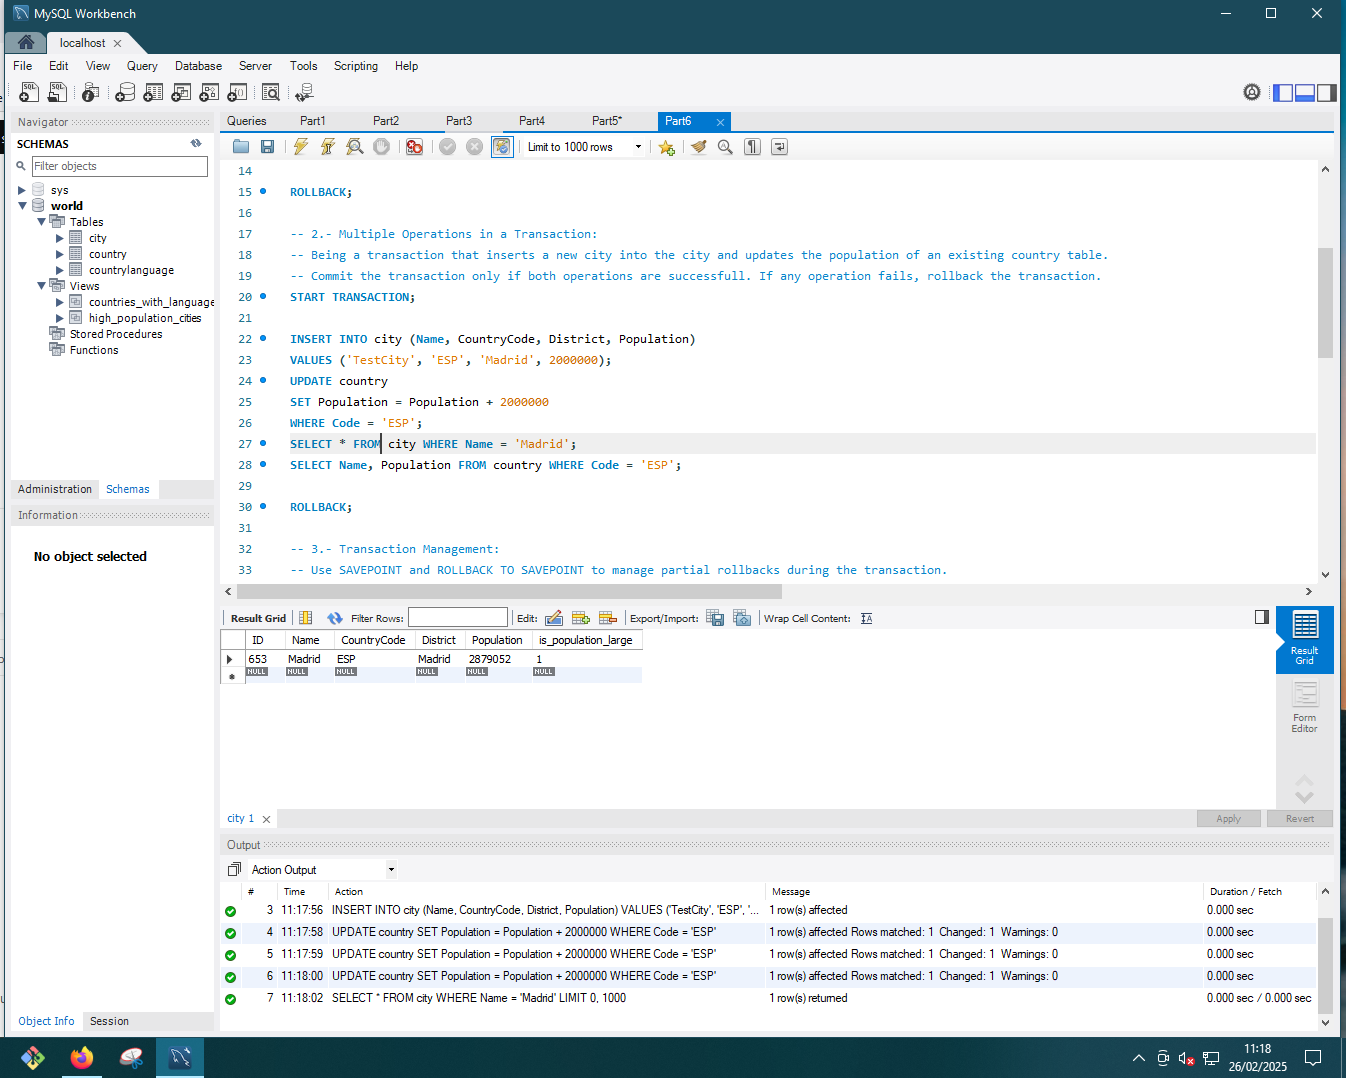 MySQL Workbench
localhost
File Edit View Query Database Server Tools Scripting Help
Navigator
SCHEMAS
Filter objects
sys
world
Tables
city
country
countrylanguage
Views
countries_with_language
high_population_cities
Stored Procedures
Functions
Administration Schemas
Information
No object selected
Object Info Session
Queries Part1 Part2 Part3 Part4 Part5* Part6
Limit to 1000 rows
14
15 ROLLBACK;
16
17 -- 2.- Multiple Operations in a Transaction:
18 -- Being a transaction that inserts a new city into the city and updates the population of an existing country table.
19 -- Commit the transaction only if both operations are successfull. If any operation fails, rollback the transaction.
20 START TRANSACTION;
21
22 INSERT INTO city (Name, CountryCode, District, Population)
23 VALUES ('TestCity', 'ESP', 'Madrid', 2000000);
24 UPDATE country
25 SET Population = Population + 2000000
26 WHERE Code = 'ESP';
27 SELECT * FROM city WHERE Name = 'Madrid';
28 SELECT Name, Population FROM country WHERE Code = 'ESP';
29
30 ROLLBACK;
31
32 -- 3.- Transaction Management:
33 -- Use SAVEPOINT and ROLLBACK TO SAVEPOINT to manage partial rollbacks during the transaction.
Result Grid Filter Rows: Edit: Export/Import: Wrap Cell Content:
ID Name CountryCode District Population is_population_large
653 Madrid ESP Madrid 2879052 1
NULL NULL NULL NULL NULL NULL
Result Grid
Form Editor
city 1
Apply Revert
Output
Action Output
# Time Action Message Duration / Fetch
3 11:17:56 INSERT INTO city (Name, CountryCode, District, Population) VALUES ('TestCity', 'ESP', '... 1 row(s) affected 0.000 sec
4 11:17:58 UPDATE country SET Population = Population + 2000000 WHERE Code = 'ESP' 1 row(s) affected Rows matched: 1 Changed: 1 Warnings: 0 0.000 sec
5 11:17:59 UPDATE country SET Population = Population + 2000000 WHERE Code = 'ESP' 1 row(s) affected Rows matched: 1 Changed: 1 Warnings: 0 0.000 sec
6 11:18:00 UPDATE country SET Population = Population + 2000000 WHERE Code = 'ESP' 1 row(s) affected Rows matched: 1 Changed: 1 Warnings: 0 0.000 sec
7 11:18:02 SELECT * FROM city WHERE Name = 'Madrid' LIMIT 0, 1000 1 row(s) returned 0.000 sec / 0.000 sec
11:18
26/02/2025